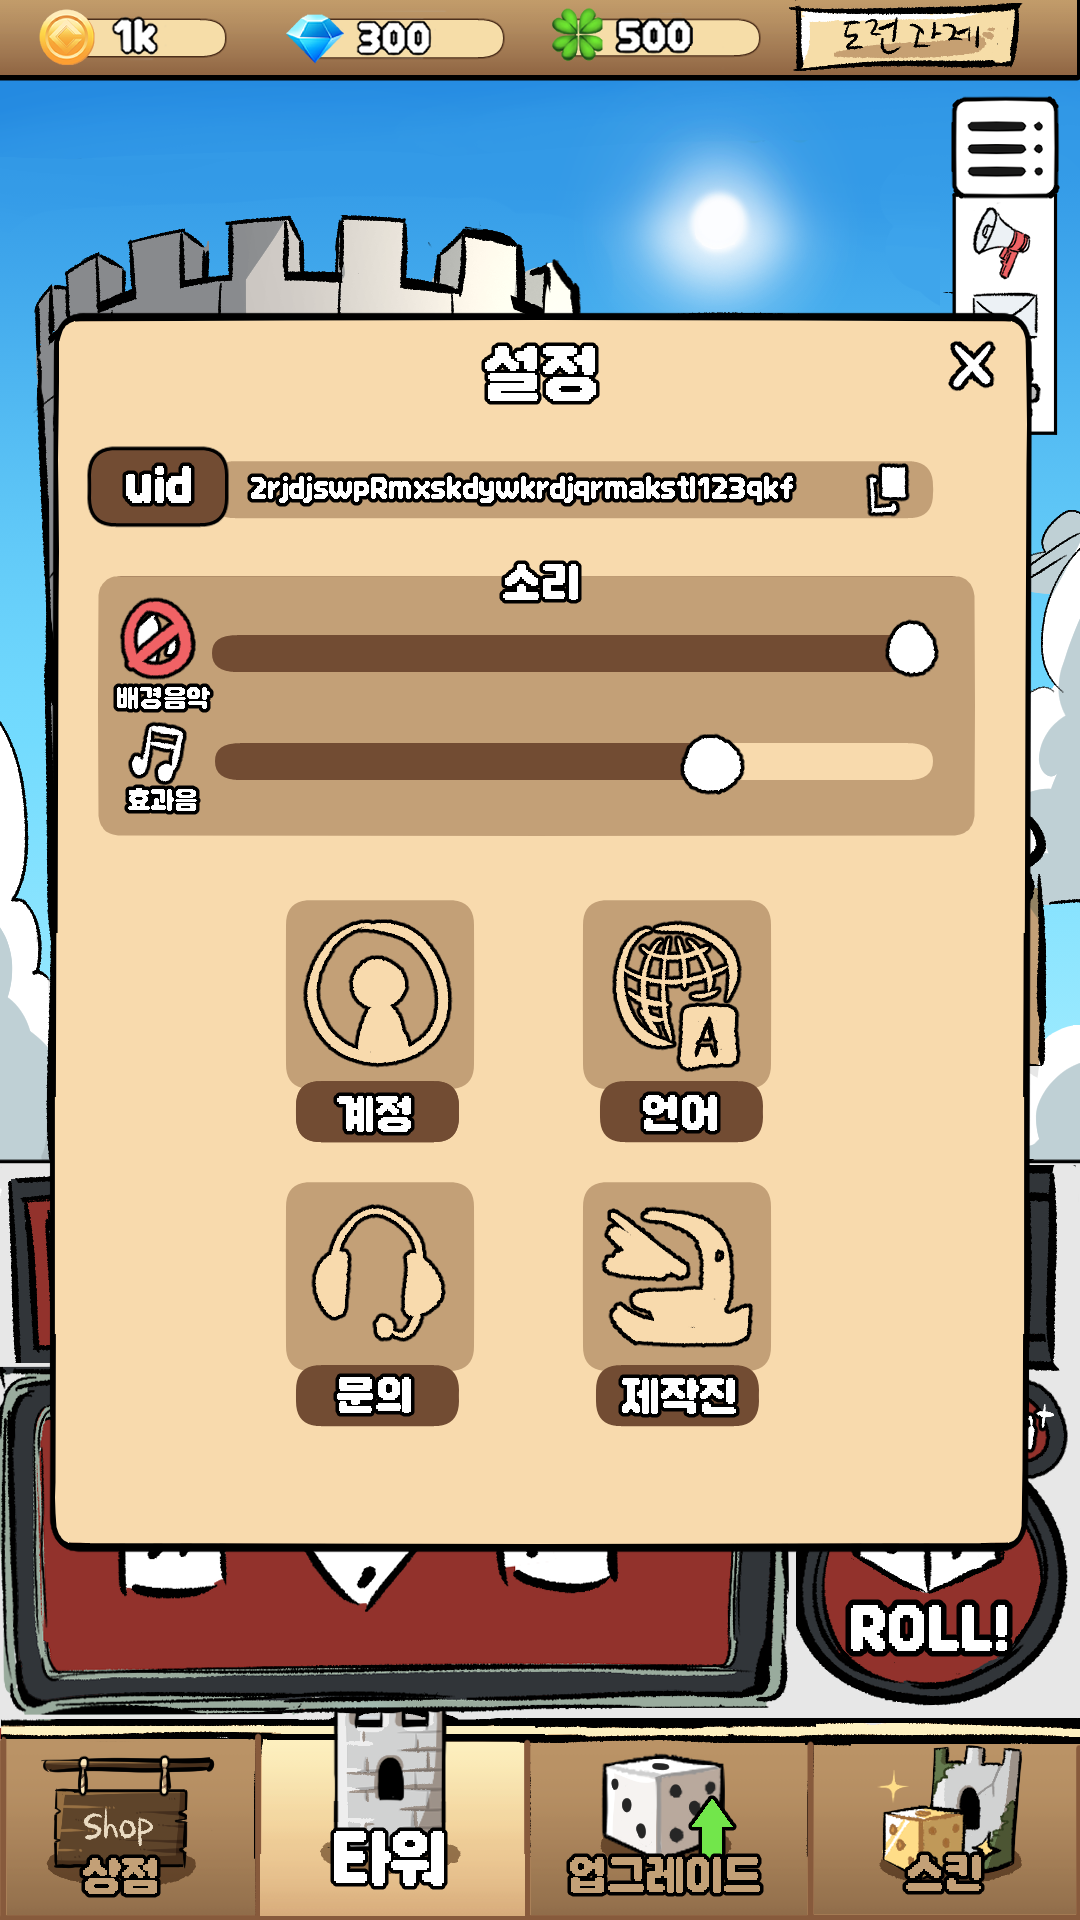 1k
300
500
도전과제
설정
uid
2rjdjswpRmxskdywkrdjqrmakstl123qkf
소리
배경음악
효과음
A
계정
언어
문의
제작진
ROLL!
Shop
상점
타워
업그레이드
스킨